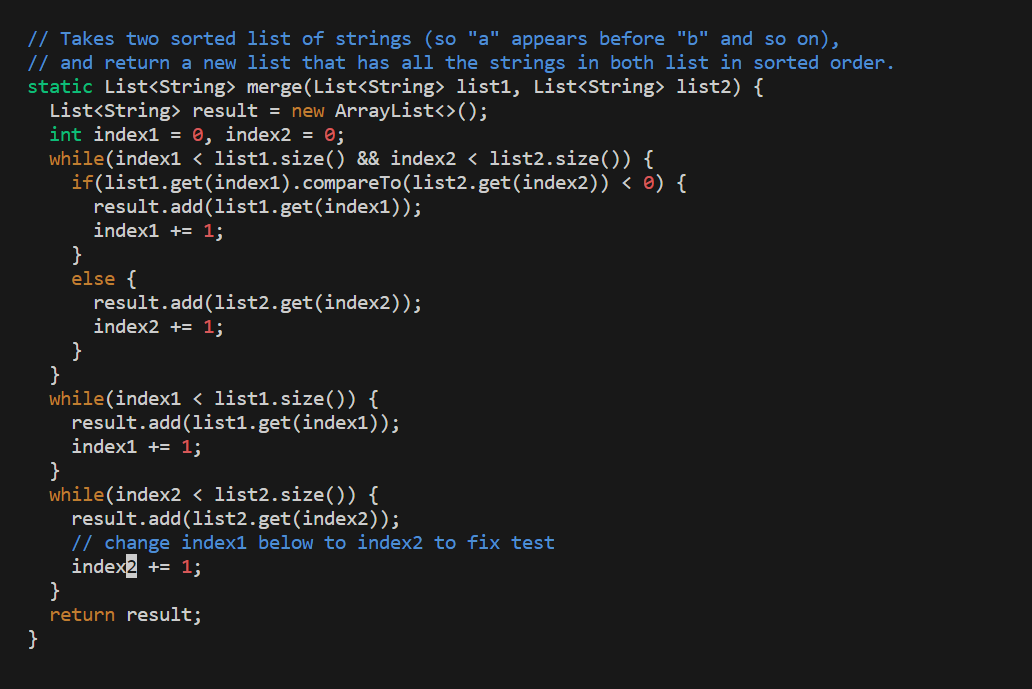 // Takes two sorted list of strings (so "a" appears before "b" and so on),
// and return a new list that has all the strings in both list in sorted order.
static List<String> merge(List<String> list1, List<String> list2) {
  List<String> result = new ArrayList<>();
  int index1 = 0, index2 = 0;
  while(index1 < list1.size() && index2 < list2.size()) {
    if(list1.get(index1).compareTo(list2.get(index2)) < 0) {
      result.add(list1.get(index1));
      index1 += 1;
    }
    else {
      result.add(list2.get(index2));
      index2 += 1;
    }
  }
  while(index1 < list1.size()) {
    result.add(list1.get(index1));
    index1 += 1;
  }
  while(index2 < list2.size()) {
    result.add(list2.get(index2));
    // change index1 below to index2 to fix test
    index2 += 1;
  }
  return result;
}